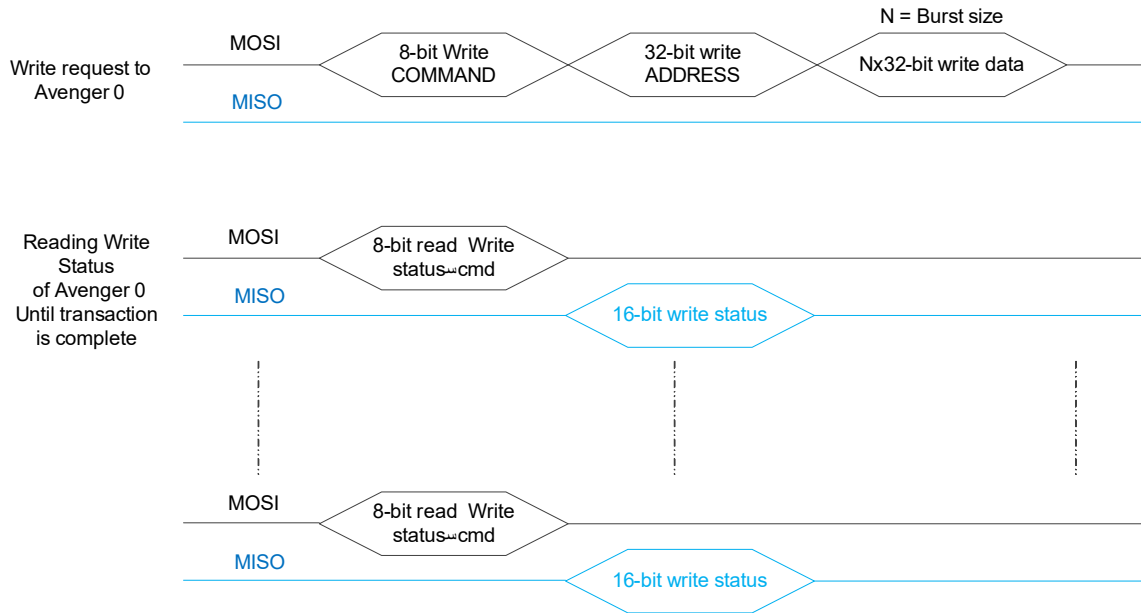 N = Burst size
MOSI
8-bit Write
COMMAND
32-bit write
ADDRESS
Nx32-bit write data
Write request to
Avenger 0
MISO
Reading Write
Status
of Avenger 0
Until transaction
is complete
MOSI
8-bit read Write
status cmd
MISO
16-bit write status
MOSI
8-bit read Write
status cmd
MISO
16-bit write status